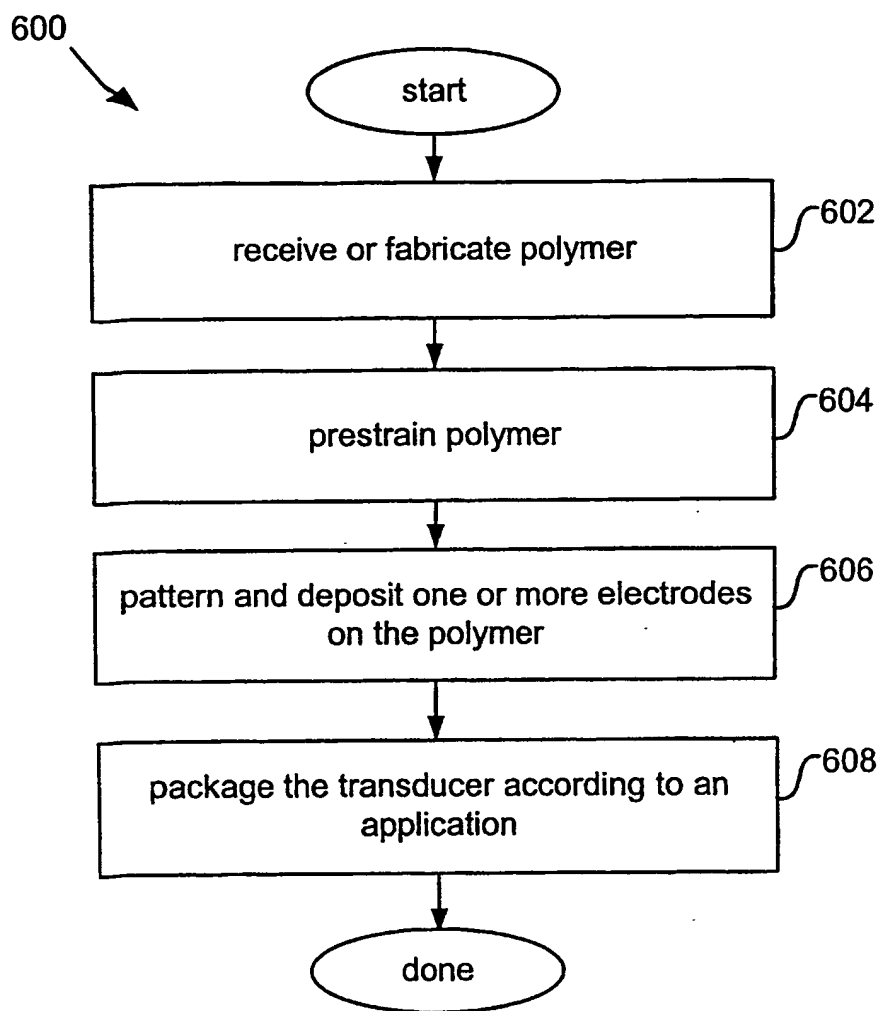 600
start
receive or fabricate polymer
602
prestrain polymer
604
pattern and deposit one or more electrodes
on the polymer
606
package the transducer according to an
application
608
done